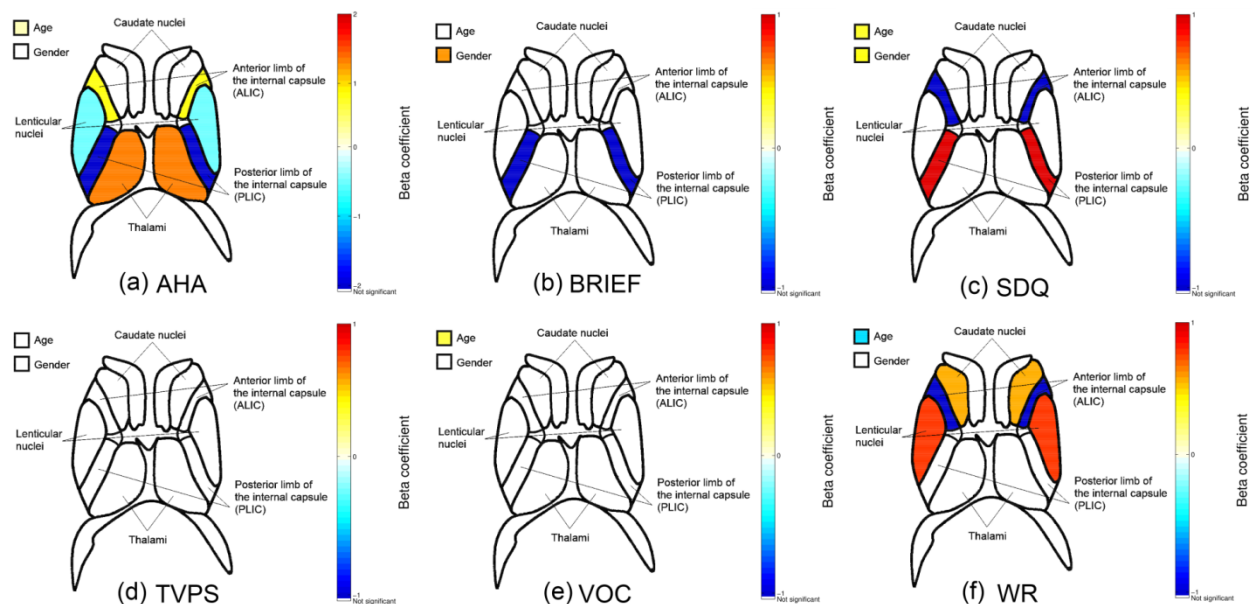 Age
Gender
Caudate nuclei
Anterior limb of
the internal capsule
(ALIC)
Lenticular
nuclei
Posterior limb of
the internal capsule
(PLIC)
Thalami
(a) AHA
2
1
0
−1
−2
Not significant
Beta coefficient
Age
Gender
Caudate nuclei
Anterior limb of
the internal capsule
(ALIC)
Lenticular
nuclei
Posterior limb of
the internal capsule
(PLIC)
Thalami
(b) BRIEF
1
0
−1
Not significant
Beta coefficient
Age
Gender
Caudate nuclei
Anterior limb of
the internal capsule
(ALIC)
Lenticular
nuclei
Posterior limb of
the internal capsule
(PLIC)
Thalami
(c) SDQ
1
0
−1
Not significant
Beta coefficient
Age
Gender
Caudate nuclei
Anterior limb of
the internal capsule
(ALIC)
Lenticular
nuclei
Posterior limb of
the internal capsule
(PLIC)
Thalami
(d) TVPS
1
0
−1
Not significant
Beta coefficient
Age
Gender
Caudate nuclei
Anterior limb of
the internal capsule
(ALIC)
Lenticular
nuclei
Posterior limb of
the internal capsule
(PLIC)
Thalami
(e) VOC
1
0
−1
Not significant
Beta coefficient
Age
Gender
Caudate nuclei
Anterior limb of
the internal capsule
(ALIC)
Lenticular
nuclei
Posterior limb of
the internal capsule
(PLIC)
Thalami
(f) WR
1
0
−1
Not significant
Beta coefficient